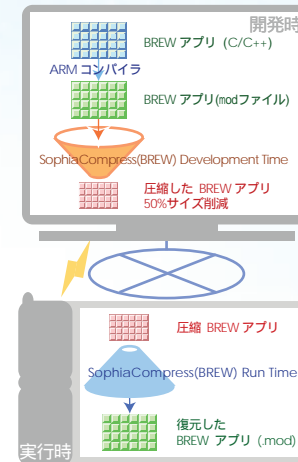 開発時
BREW アプリ (C/C++)
ARM コンパイラ
BREW アプリ(modファイル)
SophiaCompress(BREW) Development Time
圧縮した BREW アプリ
50%サイズ削減
圧縮 BREW アプリ
SophiaCompress(BREW) Run Time
復元した
BREW アプリ (.mod)
実行時